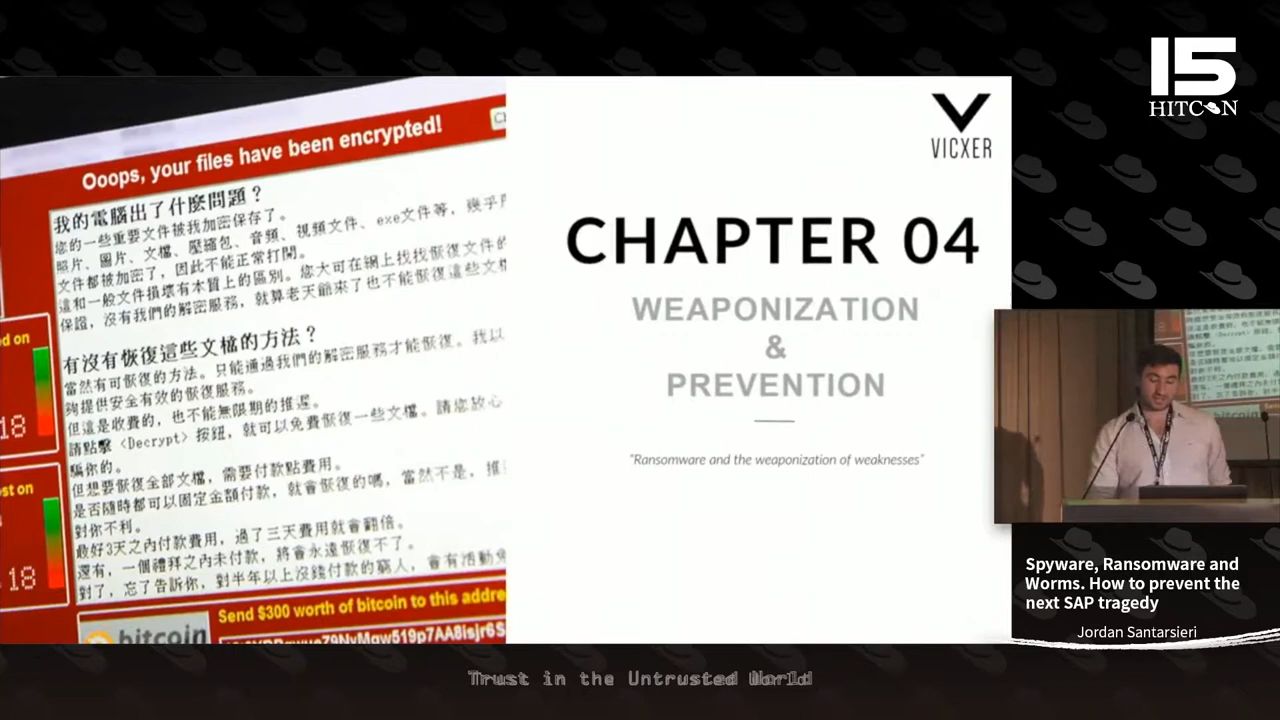 15
HITCON
Ooops, your files have been encrypted!
我的電腦出了什麼問題？
您的一些重要文件被我加密保存了。
照片、圖片、文檔、壓縮包、音頻、視頻文件、exe文件等，幾乎
文件都被加密了，因此不能正常打開。
這和一般文件損壞有本質上的區別。您大可在網上找找恢復文件的
保證，沒有我們的解密服務，就算老天爺來了也不能恢復這些文檔
有沒有恢復這些文檔的方法？
當然有可恢復的方法。只能通過我們的解密服務才能恢復。我以
夠提供安全有效的恢復服務。
但這是收費的，也不能無限期的推遲。
請點擊 <Decrypt> 按鈕，就可以免費恢復一些文檔。請您放心
騙你的。
但想要恢復全部文檔，需要付款點費用。
是否隨時都可以固定金額付款，就會恢復的嗎，當然不是，推
對你不利。
最好3天之內付款費用，過了三天費用就會翻倍。
還有，一個禮拜之內未付款，將會永遠恢復不了。
對了，忘了告訴你，對半年以上沒錢付款的窮人，會有活動免
ed on
18
ost on
18
bitcoin
Send $300 worth of bitcoin to this addre
VICXER
CHAPTER 04
WEAPONIZATION
&
PREVENTION
"Ransomware and the weaponization of weaknesses"
bitcoin
Spyware, Ransomware and
Worms. How to prevent the
next SAP tragedy
Jordan Santarsieri
Trust in the Untrusted World